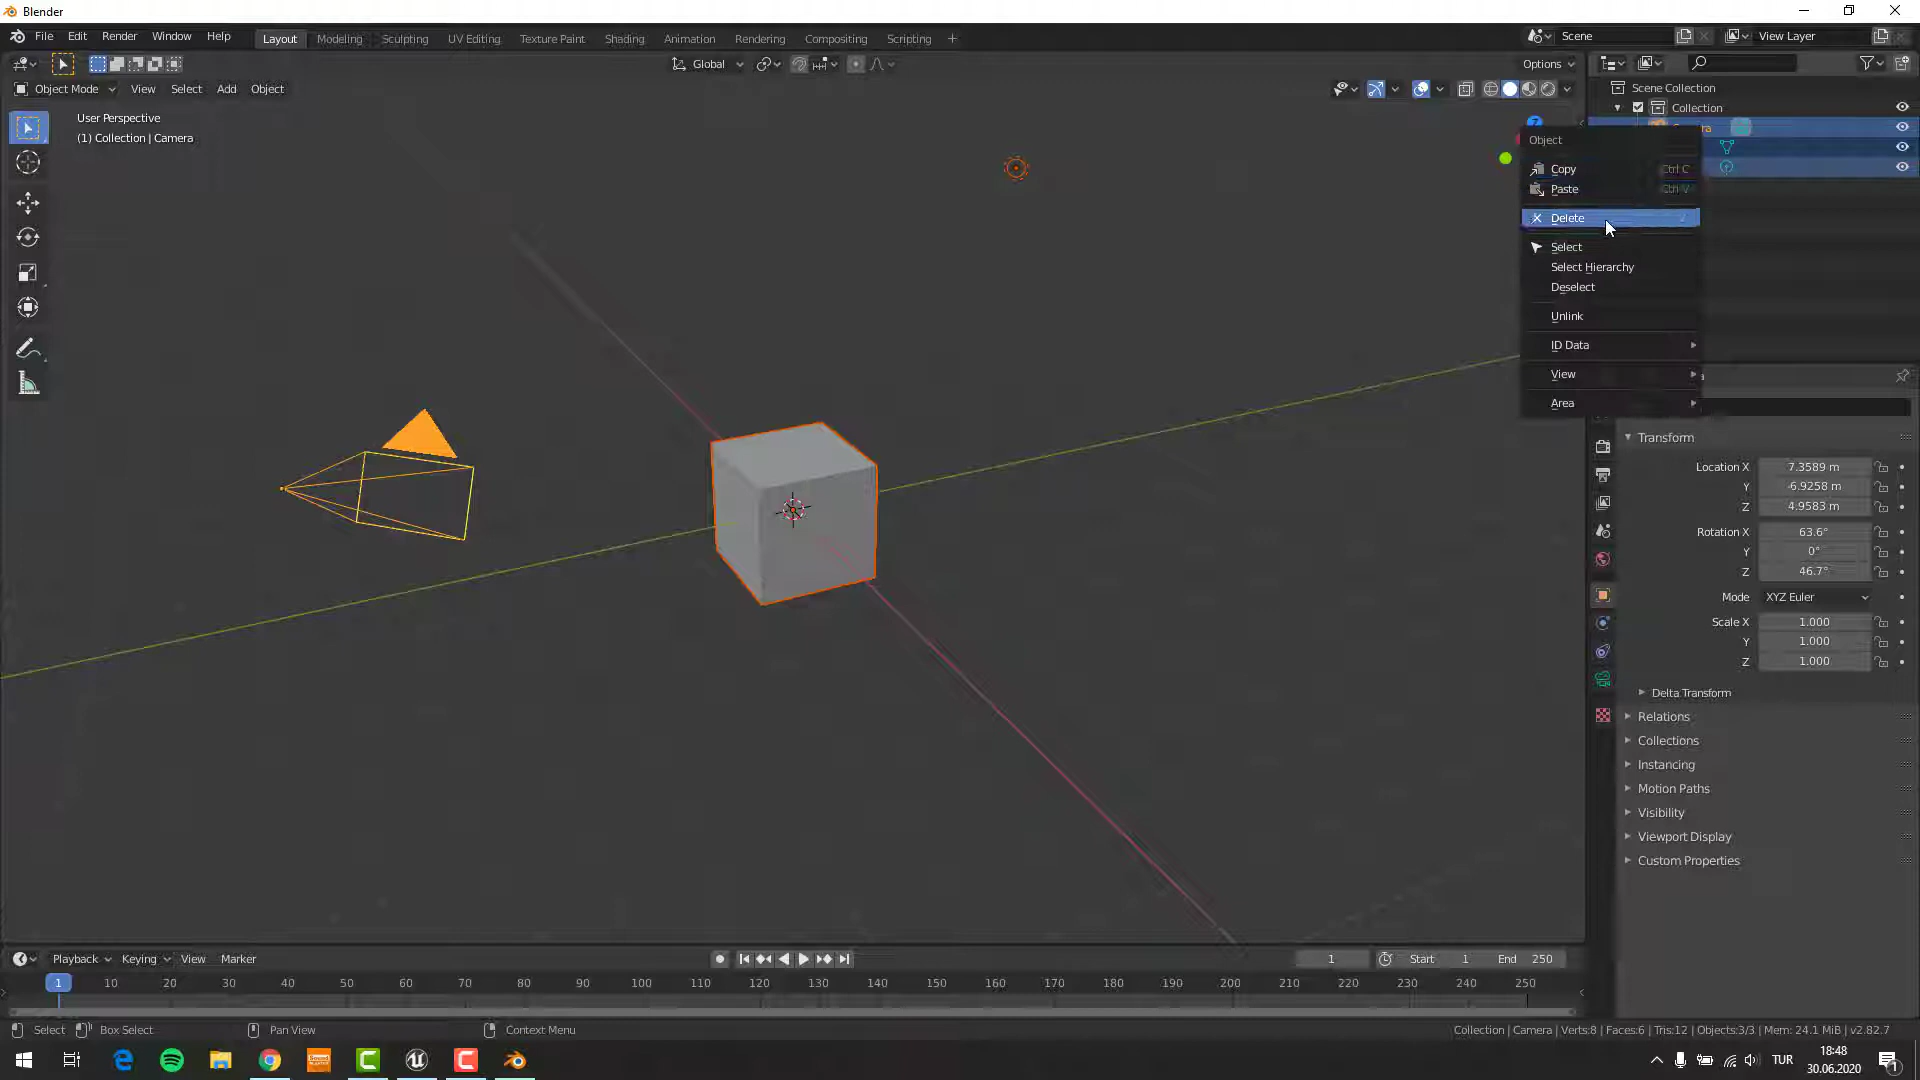 Blender
File Edit Render Window Help Layout Modeling Sculpting UV Editing Texture Paint Shading Animation Rendering Compositing Scripting + Scene View Layer
Global Options
Object Mode View Select Add Object
User Perspective
(1) Collection | Camera
Scene Collection
Collection
Object
Copy Ctrl C
Paste Ctrl V
Delete
Select
Select Hierarchy
Deselect
Unlink
ID Data
View
Area
Transform
Location X 7.3589 m
Y -6.9258 m
Z 4.9583 m
Rotation X 63.6°
Y 0°
Z 46.7°
Mode XYZ Euler
Scale X 1.000
Y 1.000
Z 1.000
Delta Transform
Relations
Collections
Instancing
Motion Paths
Visibility
Viewport Display
Custom Properties
Playback Keying View Marker 1 Start 1 End 250
1 10 20 30 40 50 60 70 80 90 100 110 120 130 140 150 160 170 180 190 200 210 220 230 240 250
Select Box Select Pan View Context Menu Collection | Camera | Verts:8 | Faces:6 | Tris:12 | Objects:3/3 | Mem: 24.1 MiB | v2.82.7
TUR 18:48
30.06.2020